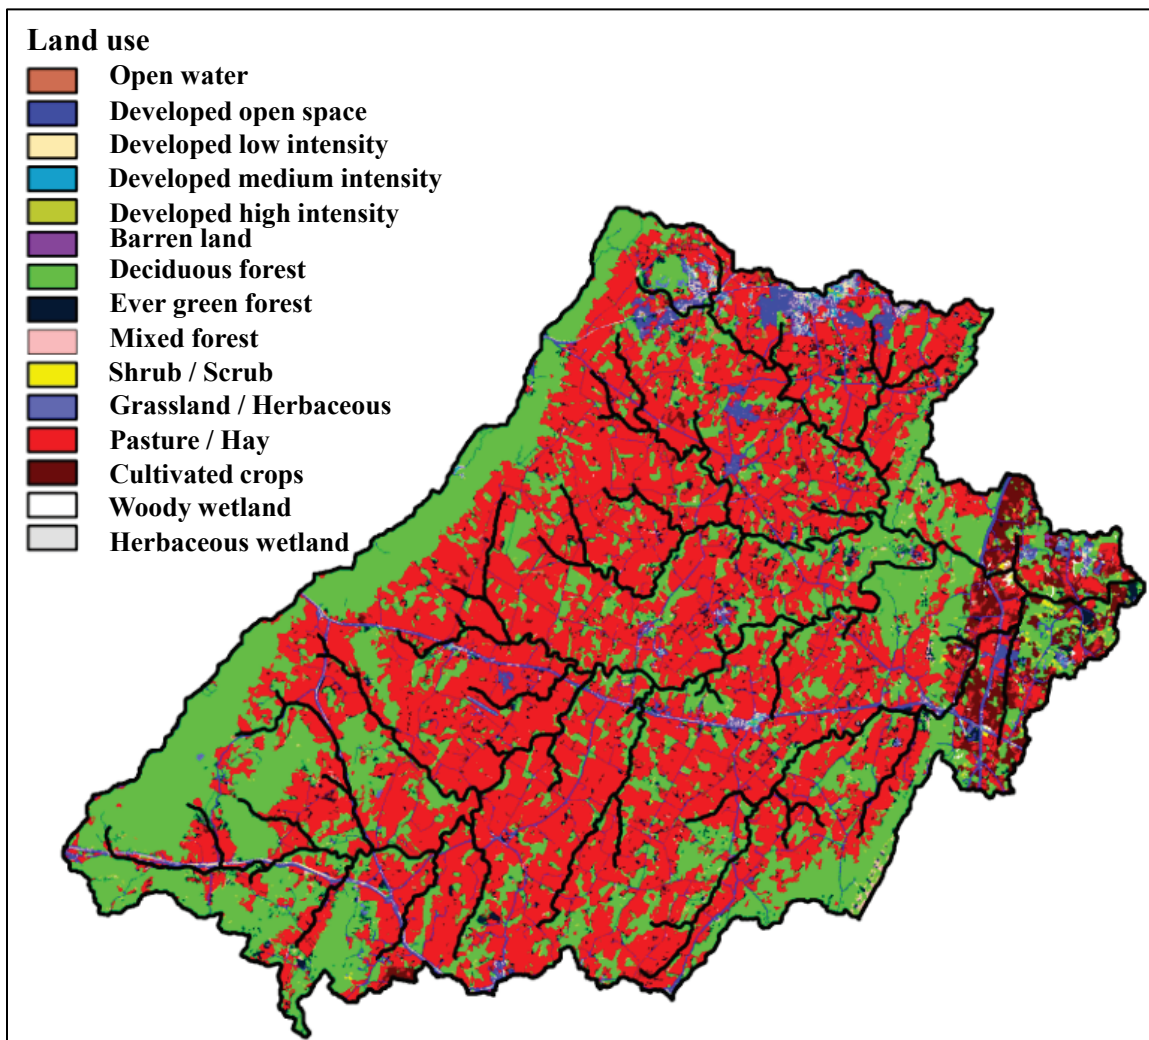 Land use
Open water
Developed open space
Developed low intensity
Developed medium intensity
Developed high intensity
Barren land
Deciduous forest
Ever green forest
Mixed forest
Shrub / Scrub
Grassland / Herbaceous
Pasture / Hay
Cultivated crops
Woody wetland
Herbaceous wetland